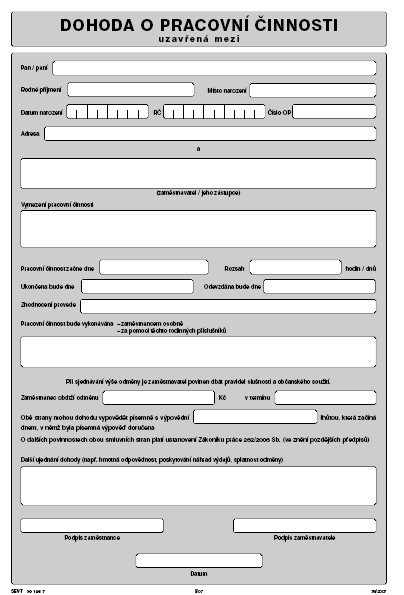 DOHODA O PRACOVNÍ ČINNOSTI
uzavřená mezi
Pan / paní
Rodné příjmení Místo narození
Datum narození RČ Číslo OP
Adresa
a
(zaměstnavatel / jeho zástupce)
Vymezení pracovní činnosti
Pracovní činnost začne dne Rozsah hodin / dnů
Ukončena bude dne Odevzdána bude dne
Zhodnocení provede
Pracovní činnost bude vykonávána – zaměstnancem osobně
– za pomoci těchto rodinných příslušníků
Při sjednávání výše odměny je zaměstnavatel povinen dbát pravidel slušnosti a občanského soužití.
Zaměstnanec obdrží odměnu Kč v termínu
Obě strany mohou dohodu vypovědět písemně s výpovědní lhůtou, která začíná
dnem, v němž byla písemná výpověď doručena
O dalších povinnostech obou smluvních stran platí ustanovení Zákoníku práce 262/2006 Sb. (ve znění pozdějších předpisů)
Další ujednání dohody (např. hmotná odpovědnost, poskytování náhrad výdajů, splatnost odměny)
Podpis zaměstnance Podpis zaměstnavatele
Datum
SEVT